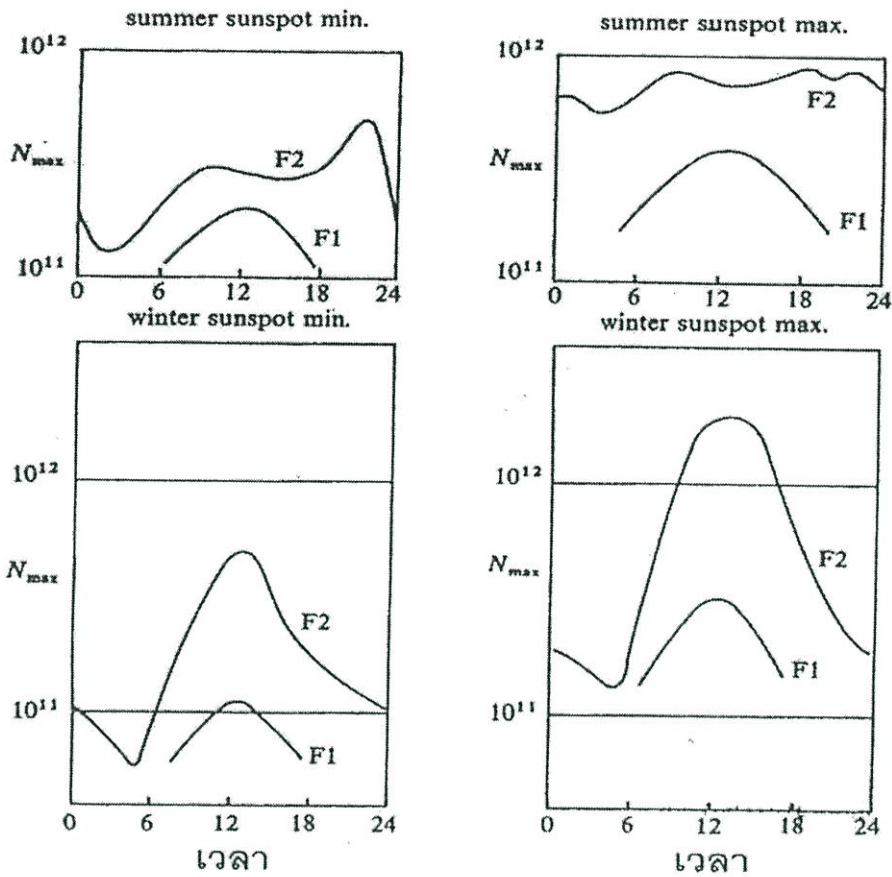 summer sunspot min.
10¹²
N_max
10¹¹
F2
F1
0 6 12 18 24
summer sunspot max.
10¹²
N_max
10¹¹
F2
F1
0 6 12 18 24
winter sunspot min.
10¹²
N_max
10¹¹
F2
F1
0 6 12 18 24
เวลา
winter sunspot max.
10¹²
N_max
10¹¹
F2
F1
0 6 12 18 24
เวลา